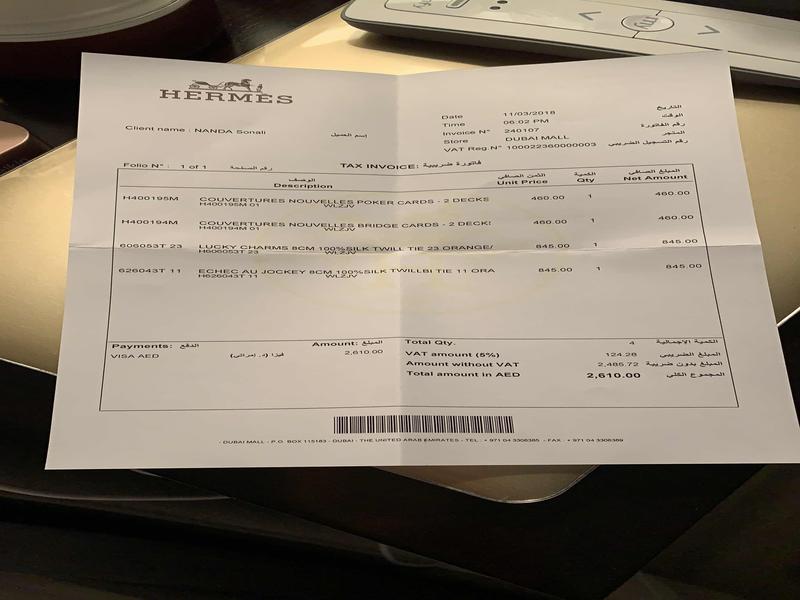 HERMÈS
Client name : NANDA Sonali إسم العميل
Date 11/03/2018 التاريخ
Time 06:02 PM الوقت
Invoice N° 240107 رقم الفاتورة
Store DUBAI MALL المتجر
VAT Reg.N° 100022360000003 رقم التسجيل الضريبي
Folio N° : 1 of 1 رقم الصفحة
TAX INVOICE: فاتورة ضريبية
الوصف الثمن الصافي الكمية المبلغ الصافي
Description Unit Price Qty Net Amount
H400195M COUVERTURES NOUVELLES POKER CARDS - 2 DECKS 460.00 1 460.00
H400195M 01 WLZJV
H400194M COUVERTURES NOUVELLES BRIDGE CARDS - 2 DECK: 460.00 1 460.00
H400194M 01 WLZJV
606053T 23 LUCKY CHARMS 8CM 100%SILK TWILL TIE 23 ORANGE/ 845.00 1 845.00
H606053T 23 WLZJV
626043T 11 ECHEC AU JOCKEY 8CM 100%SILK TWILLBI TIE 11 ORA 845.00 1 845.00
H626043T 11 WLZJV
Payments: الدفع Amount: المبلغ
VISA AED فيزا (د. إمراتي) 2,610.00
Total Qty. 4 الكمية الاجمالية
VAT amount (5%) 124.28 المبلغ الضريبي
Amount without VAT 2,485.72 المبلغ بدون ضريبة
Total amount in AED 2,610.00 المجموع الكلي
- DUBAI MALL - P.O. BOX 115183 - DUBAI - THE UNITED ARAB EMIRATES - TEL : + 971 04 3308385 - FAX : + 971 04 3308389